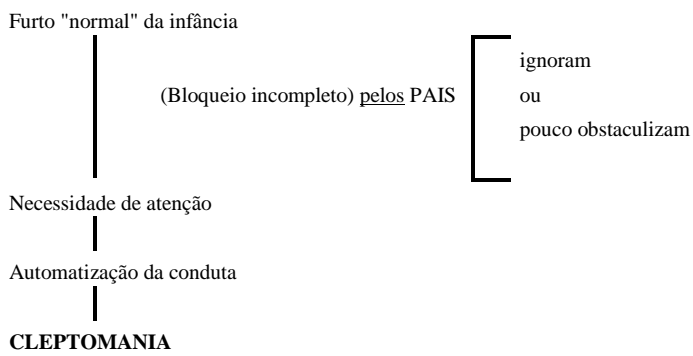 Furto "normal" da infância
ignoram
(Bloqueio incompleto) pelos PAIS
ou
pouco obstaculizam
Necessidade de atenção
Automatização da conduta
CLEPTOMANIA